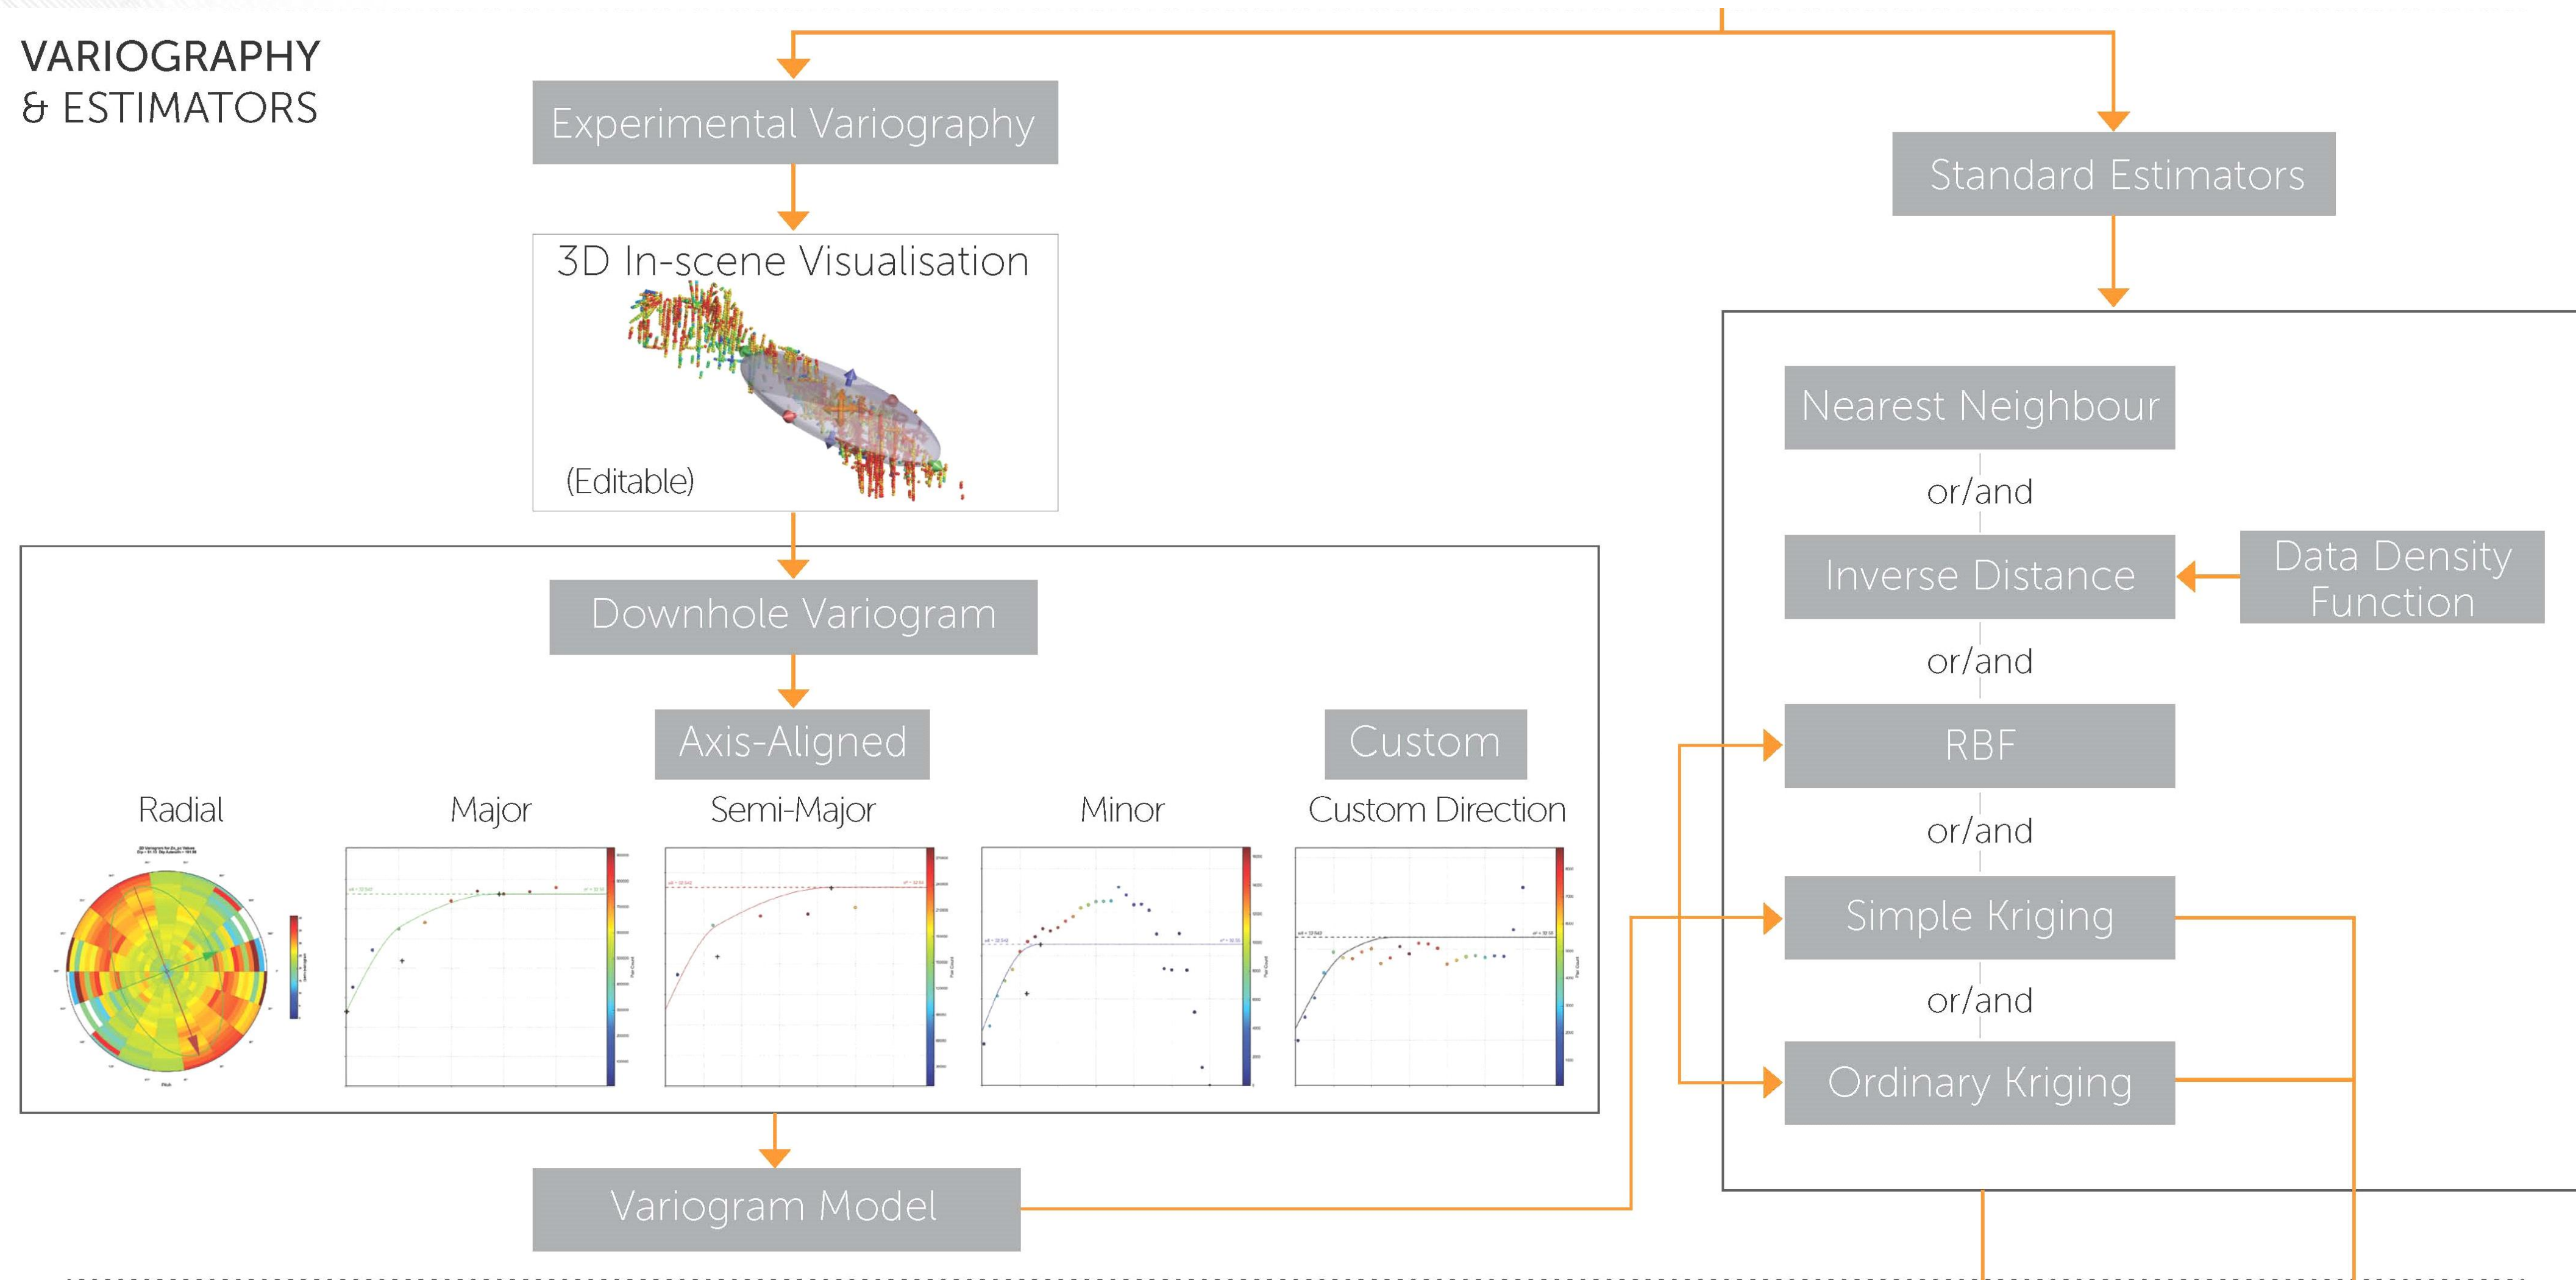 VARIOGRAPHY
& ESTIMATORS
Experimental Variography
3D In-scene Visualisation
(Editable)
Downhole Variogram
Axis-Aligned
Custom
Radial
Major
Semi-Major
Minor
Custom Direction
Variogram Model
Standard Estimators
Nearest Neighbour
or/and
Inverse Distance
Data Density
Function
or/and
RBF
or/and
Simple Kriging
or/and
Ordinary Kriging